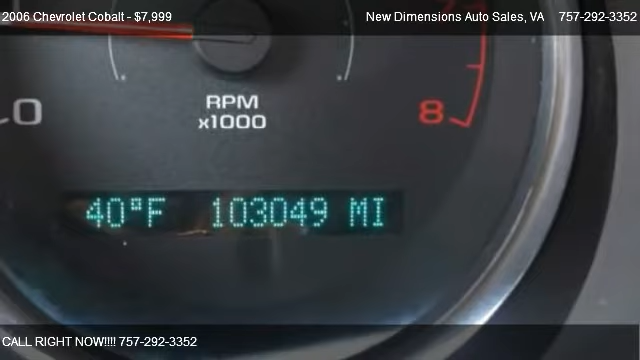 2006 Chevrolet Cobalt - $7,999
New Dimensions Auto Sales, VA 757-292-3352
0
RPM
x1000
8
40°F 103049 MI
CALL RIGHT NOW!!!! 757-292-3352